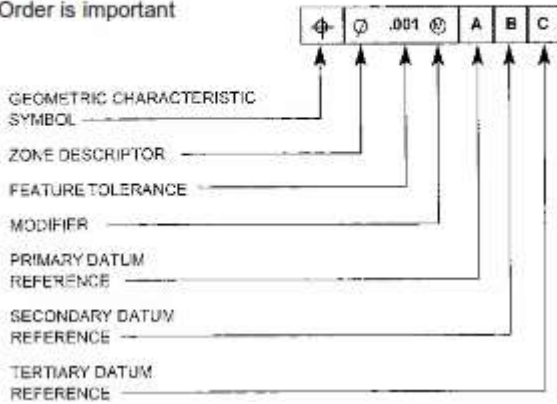 Order is important
⌖ ⌀ .001 Ⓜ A B C
GEOMETRIC CHARACTERISTIC
SYMBOL
ZONE DESCRIPTOR
FEATURE TOLERANCE
MODIFIER
PRIMARY DATUM
REFERENCE
SECONDARY DATUM
REFERENCE
TERTIARY DATUM
REFERENCE